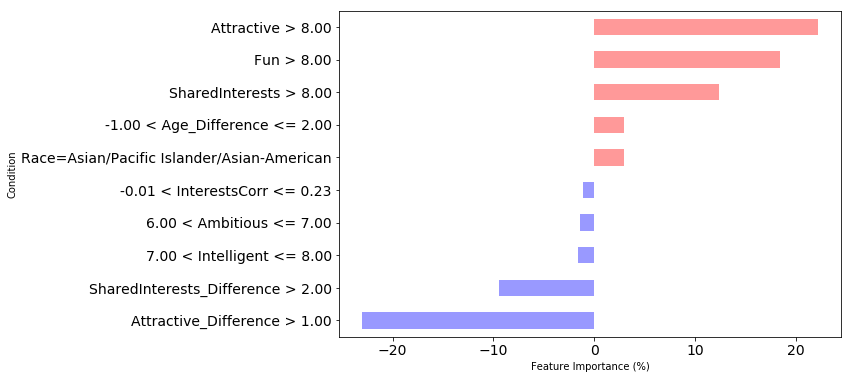 Attractive > 8.00
Fun > 8.00
SharedInterests > 8.00
-1.00 < Age_Difference <= 2.00
Race=Asian/Pacific Islander/Asian-American
-0.01 < InterestsCorr <= 0.23
6.00 < Ambitious <= 7.00
7.00 < Intelligent <= 8.00
SharedInterests_Difference > 2.00
Attractive_Difference > 1.00
Condition
−20 −10 0 10 20
Feature Importance (%)